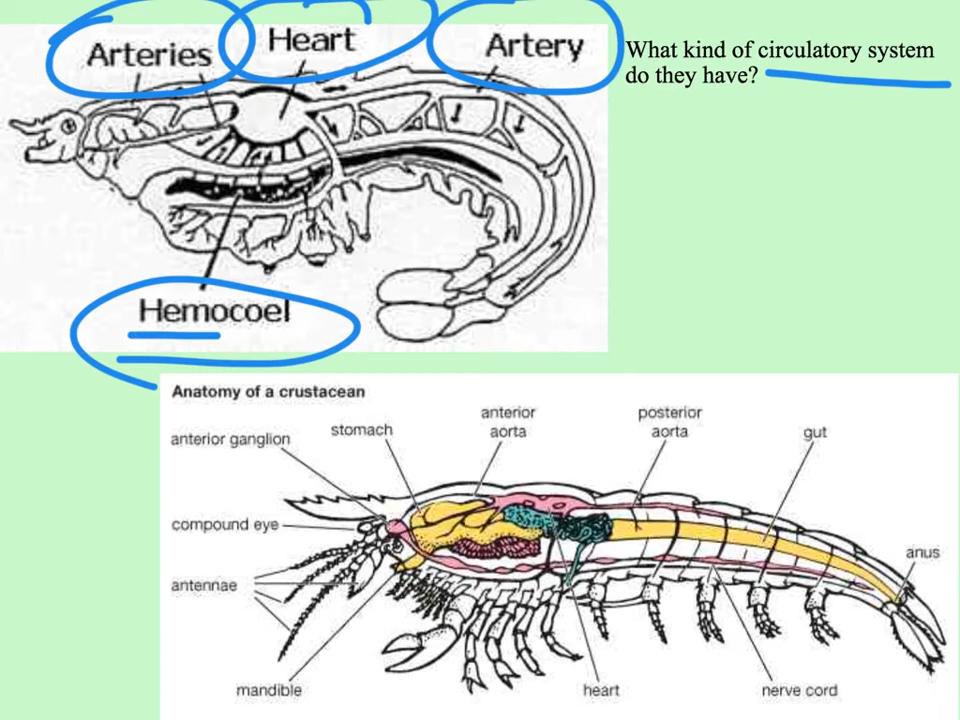 Arteries
Heart
Artery
What kind of circulatory system
do they have?
Hemocoel
Anatomy of a crustacean
anterior ganglion
stomach
anterior
aorta
posterior
aorta
gut
compound eye
anus
antennae
mandible
heart
nerve cord